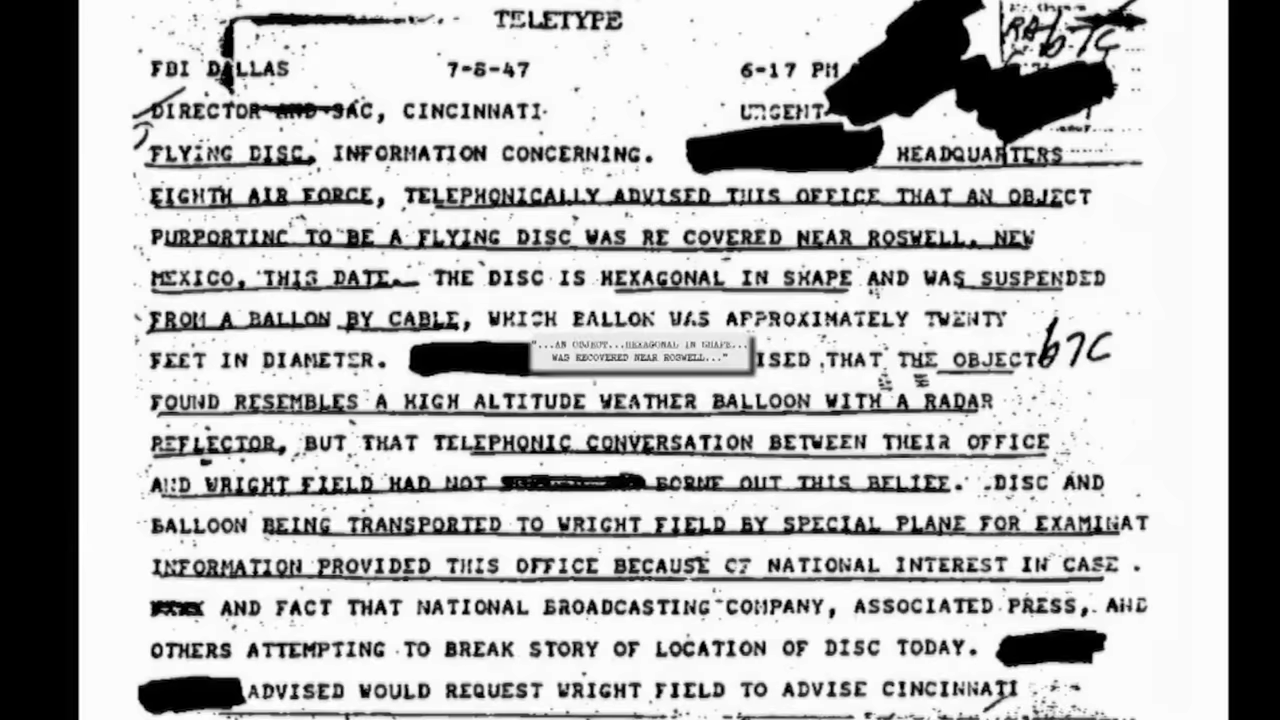 TELETYPE
RA b7C
FBI DALLAS 7-8-47 6-17 PM
DIRECTOR AND SAC, CINCINNATI URGENT
FLYING DISC, INFORMATION CONCERNING. HEADQUARTERS
EIGHTH AIR FORCE, TELEPHONICALLY ADVISED THIS OFFICE THAT AN OBJECT
PURPORTING TO BE A FLYING DISC WAS RE COVERED NEAR ROSWELL, NEW
MEXICO, THIS DATE. THE DISC IS HEXAGONAL IN SHAPE AND WAS SUSPENDED
FROM A BALLON BY CABLE, WHICH BALLON WAS APPROXIMATELY TWENTY
FEET IN DIAMETER. ISED THAT THE OBJECT b7C
"...AN OBJECT...HEXAGONAL IN SHAPE...
WAS RECOVERED NEAR ROSWELL..."
FOUND RESEMBLES A HIGH ALTITUDE WEATHER BALLOON WITH A RADAR
REFLECTOR, BUT THAT TELEPHONIC CONVERSATION BETWEEN THEIR OFFICE
AND WRIGHT FIELD HAD NOT BORNE OUT THIS BELIEF. DISC AND
BALLOON BEING TRANSPORTED TO WRIGHT FIELD BY SPECIAL PLANE FOR EXAMINAT
INFORMATION PROVIDED THIS OFFICE BECAUSE OF NATIONAL INTEREST IN CASE .
XXXX AND FACT THAT NATIONAL BROADCASTING COMPANY, ASSOCIATED PRESS, AND
OTHERS ATTEMPTING TO BREAK STORY OF LOCATION OF DISC TODAY.
ADVISED WOULD REQUEST WRIGHT FIELD TO ADVISE CINCINNATI